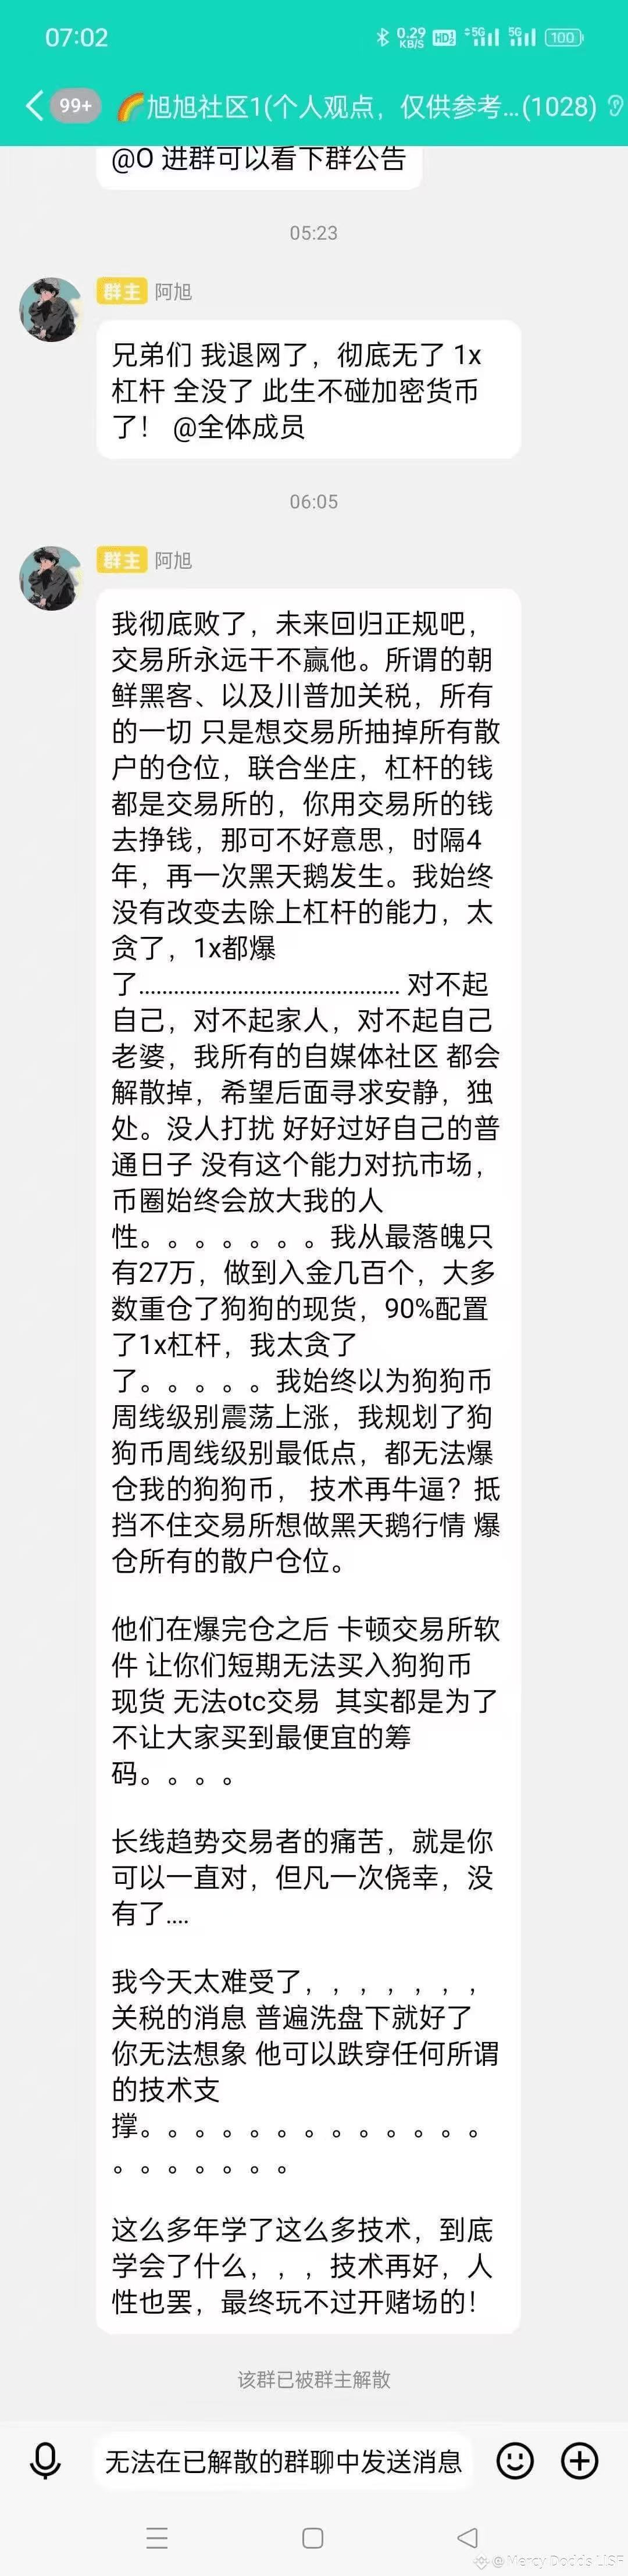 07:02
0.29 KB/S HD 5G 5G 100
99+ 🌈旭旭社区1(个人观点，仅供参考...(1028)
@O 进群可以看下群公告
05:23
群主 阿旭
兄弟们 我退网了，彻底无了 1x
杠杆 全没了 此生不碰加密货币
了！ @全体成员
06:05
群主 阿旭
我彻底败了，未来回归正规吧，
交易所永远干不赢他。所谓的朝
鲜黑客、以及川普加关税，所有
的一切 只是想交易所抽掉所有散
户的仓位，联合坐庄，杠杆的钱
都是交易所的，你用交易所的钱
去挣钱，那可不好意思，时隔4
年，再一次黑天鹅发生。我始终
没有改变去除上杠杆的能力，太
贪了，1x都爆
了............................................. 对不起
自己，对不起家人，对不起自己
老婆，我所有的自媒体社区 都会
解散掉，希望后面寻求安静，独
处。没人打扰 好好过好自己的普
通日子 没有这个能力对抗市场，
币圈始终会放大我的人
性。。。。。。。我从最落魄只
有27万，做到入金几百个，大多
数重仓了狗狗的现货，90%配置
了1x杠杆，我太贪了
了。。。。。我始终以为狗狗币
周线级别震荡上涨，我规划了狗
狗币周线级别最低点，都无法爆
仓我的狗狗币， 技术再牛逼？抵
挡不住交易所想做黑天鹅行情 爆
仓所有的散户仓位。
他们在爆完仓之后 卡顿交易所软
件 让你们短期无法买入狗狗币
现货 无法otc交易  其实都是为了
不让大家买到最便宜的筹
码。。。。
长线趋势交易者的痛苦，就是你
可以一直对，但凡一次侥幸，没
有了....
我今天太难受了，，，，，，，
关税的消息 普遍洗盘下就好了
你无法想象 他可以跌穿任何所谓
的技术支
撑。。。。。。。。。。。。。
。。。。。。。
这么多年学了这么多技术，到底
学会了什么，，，技术再好，人
性也罢，最终玩不过开赌场的！
该群已被群主解散
无法在已解散的群聊中发送消息
@Mercy Dodds LISF